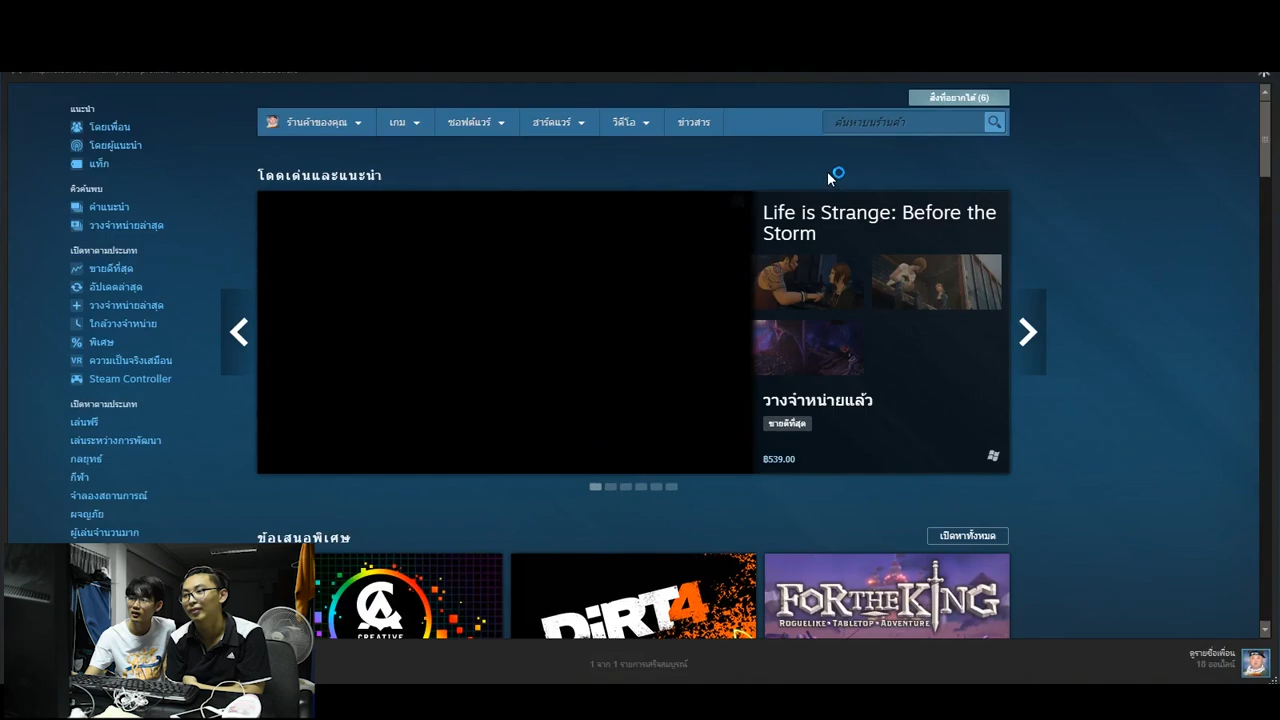 แนะนำ
โดยเพื่อน
โดยผู้แนะนำ
แท็ก
คิวค้นพบ
คำแนะนำ
วางจำหน่ายล่าสุด
เปิดหาตามประเภท
ขายดีที่สุด
อัปเดตล่าสุด
วางจำหน่ายล่าสุด
ใกล้วางจำหน่าย
พิเศษ
VR ความเป็นจริงเสมือน
Steam Controller
เปิดหาตามประเภท
เล่นฟรี
เล่นระหว่างการพัฒนา
กลยุทธ์
กีฬา
จำลองสถานการณ์
ผจญภัย
ผู้เล่นจำนวนมาก
สิ่งที่อยากได้ (6)
ร้านค้าของคุณ เกม ซอฟต์แวร์ ฮาร์ดแวร์ วิดีโอ ข่าวสาร
ค้นหาบนร้านค้า
โดดเด่นและแนะนำ
Life is Strange: Before the
Storm
วางจำหน่ายแล้ว
ขายดีที่สุด
฿539.00
ข้อเสนอพิเศษ
เปิดหาทั้งหมด
CREATIVE
DiRT 4
FOR THE KING
ROGUELIKE • TABLETOP • ADVENTURE
1 จาก 1 รายการเสร็จสมบูรณ์
ดูรายชื่อเพื่อน
18 ออนไลน์